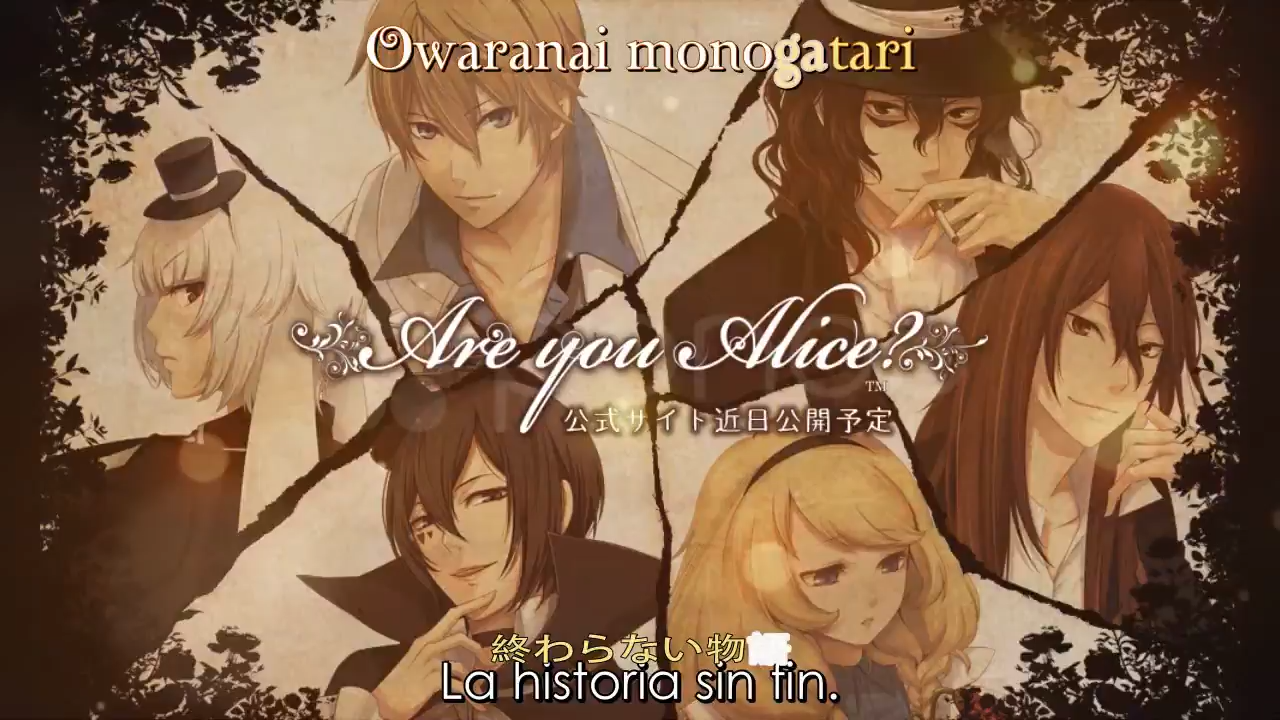 Owaranai monogatari
Are you Alice?
TM
公式サイト近日公開予定
終わらない物
La historia sin fin.